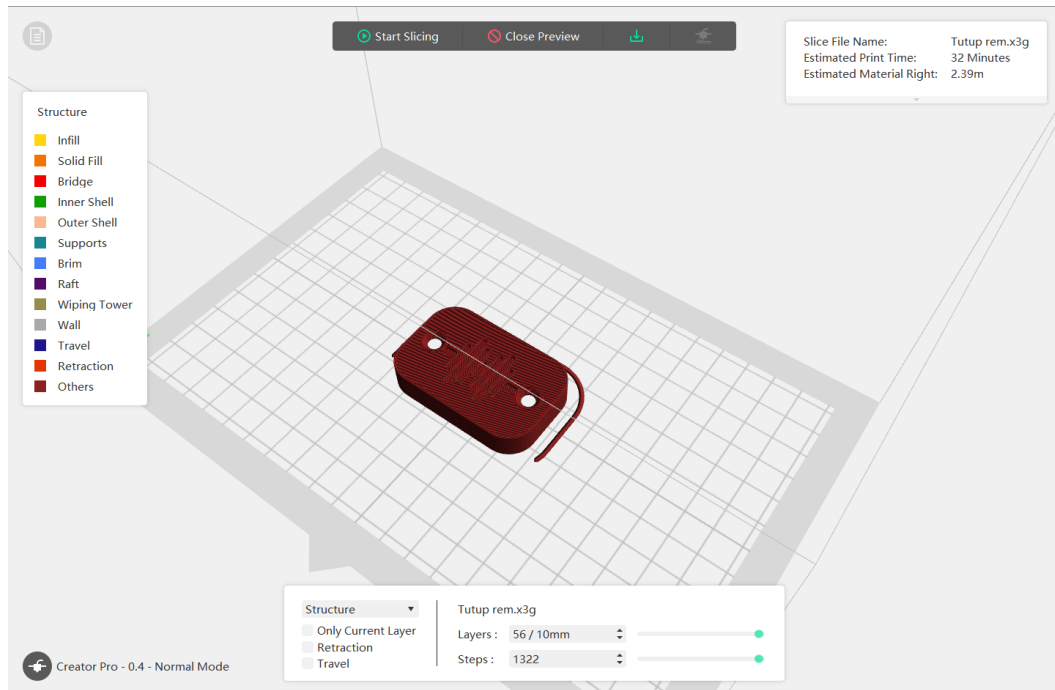 Start Slicing
Close Preview
Slice File Name: Tutup rem.x3g
Estimated Print Time: 32 Minutes
Estimated Material Right: 2.39m
Structure
Infill
Solid Fill
Bridge
Inner Shell
Outer Shell
Supports
Brim
Raft
Wiping Tower
Wall
Travel
Retraction
Others
Structure
Only Current Layer
Retraction
Travel
Tutup rem.x3g
Layers : 56 / 10mm
Steps : 1322
Creator Pro - 0.4 - Normal Mode